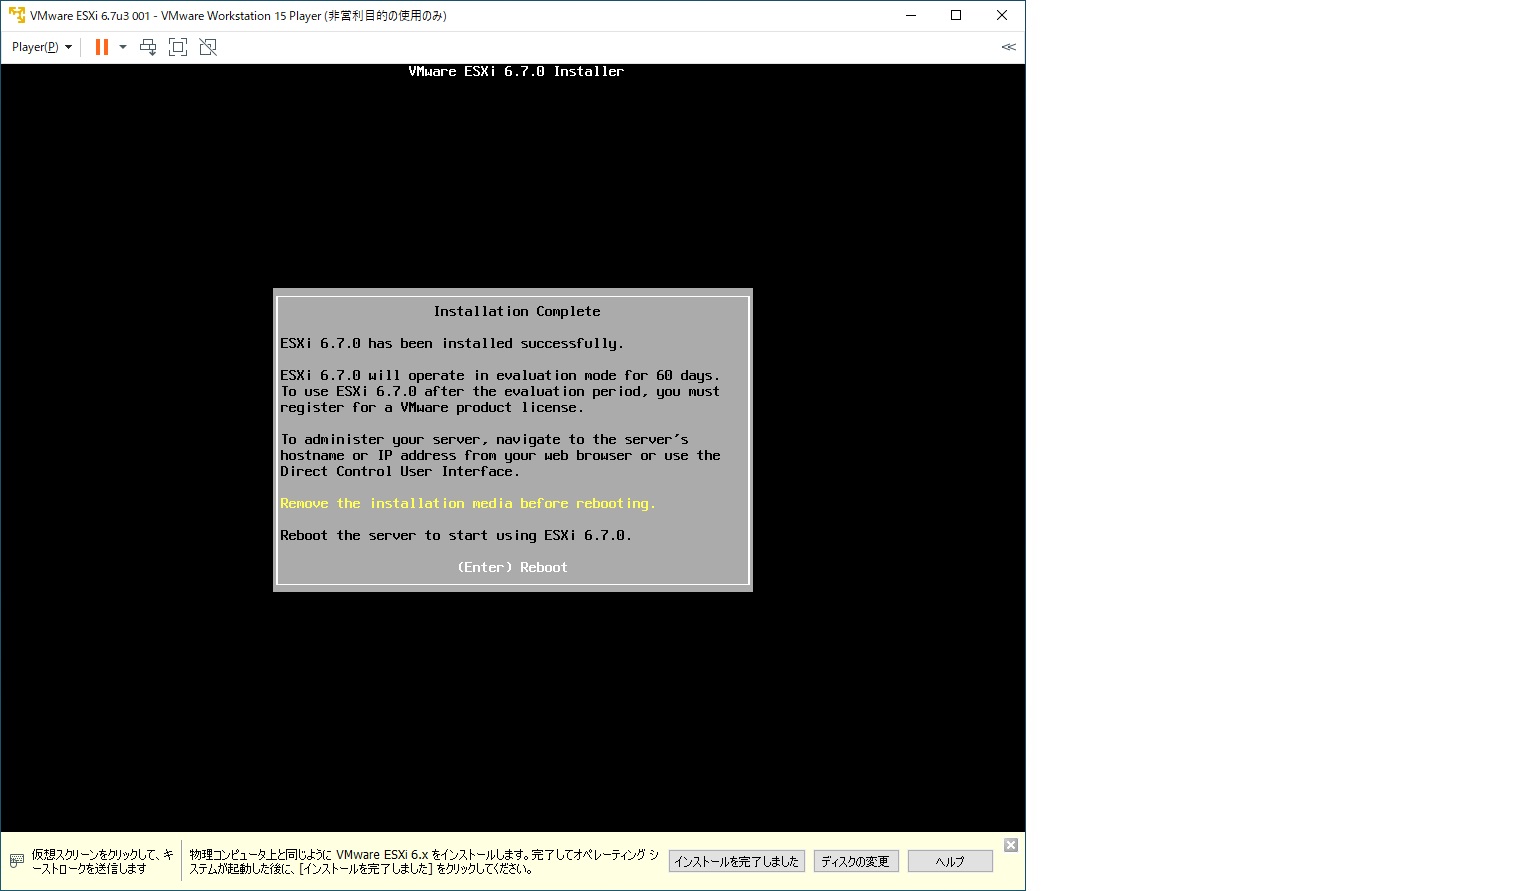 VMware ESXi 6.7u3 001 - VMware Workstation 15 Player (非営利目的の使用のみ)
Player(P)
VMware ESXi 6.7.0 Installer
Installation Complete
ESXi 6.7.0 has been installed successfully.
ESXi 6.7.0 will operate in evaluation mode for 60 days.
To use ESXi 6.7.0 after the evaluation period, you must
register for a VMware product license.
To administer your server, navigate to the server's
hostname or IP address from your web browser or use the
Direct Control User Interface.
Remove the installation media before rebooting.
Reboot the server to start using ESXi 6.7.0.
(Enter) Reboot
仮想スクリーンをクリックして、キ
ーストロークを送信します
物理コンピュータ上と同じように VMware ESXi 6.x をインストールします。完了してオペレーティング シ
ステムが起動した後に、[インストールを完了しました] をクリックしてください。
インストールを完了しました
ディスクの変更
ヘルプ